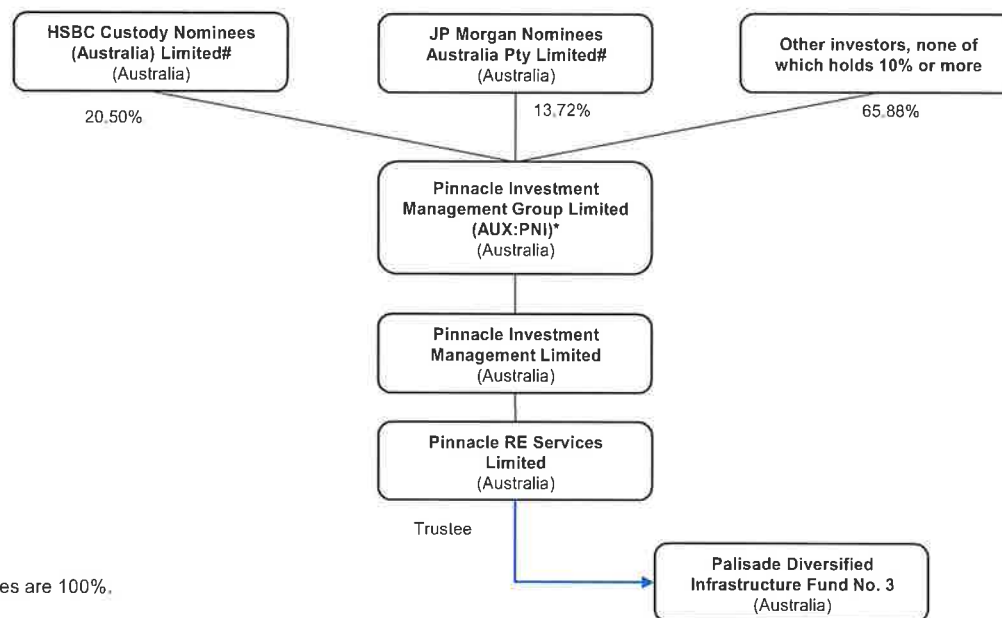 HSBC Custody Nominees
(Australia) Limited#
(Australia)
JP Morgan Nominees
Australia Pty Limited#
(Australia)
Other investors, none of
which holds 10% or more
20.50%
13.72%
65.88%
Pinnacle Investment
Management Group Limited
(AUX:PNI)*
(Australia)
Pinnacle Investment
Management Limited
(Australia)
Pinnacle RE Services
Limited
(Australia)
Trustee
Palisade Diversified
Infrastructure Fund No. 3
(Australia)
es are 100%.